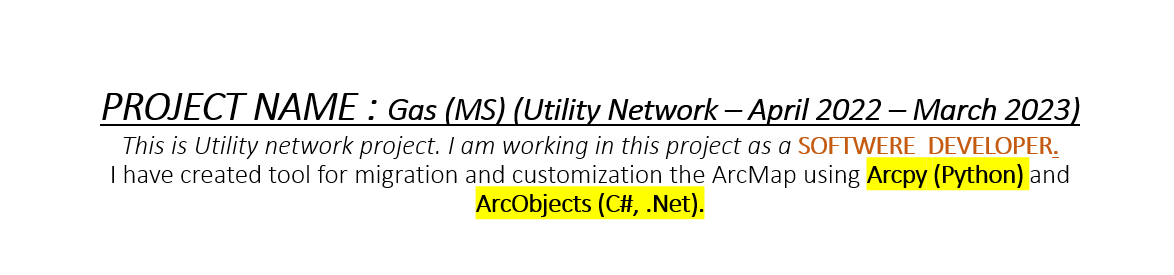 PROJECT NAME : Gas (MS) (Utility Network – April 2022 – March 2023)
This is Utility network project. I am working in this project as a SOFTWERE DEVELOPER.
I have created tool for migration and customization the ArcMap using Arcpy (Python) and
ArcObjects (C#, .Net).